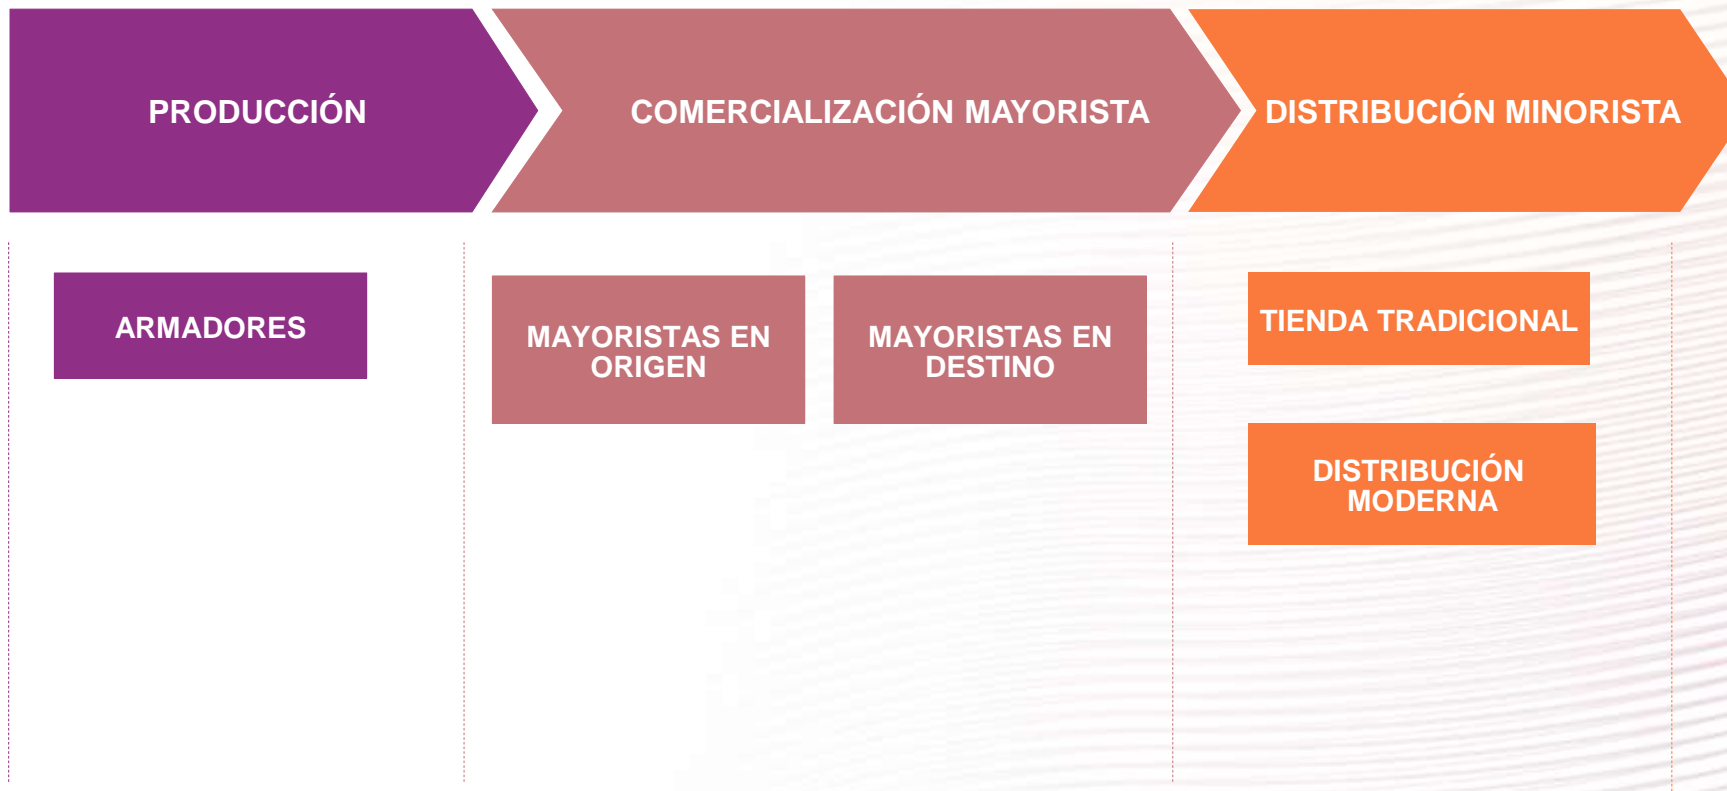 PRODUCCIÓN
COMERCIALIZACIÓN MAYORISTA
DISTRIBUCIÓN MINORISTA
ARMADORES
MAYORISTAS EN
ORIGEN
MAYORISTAS EN
DESTINO
TIENDA TRADICIONAL
DISTRIBUCIÓN
MODERNA